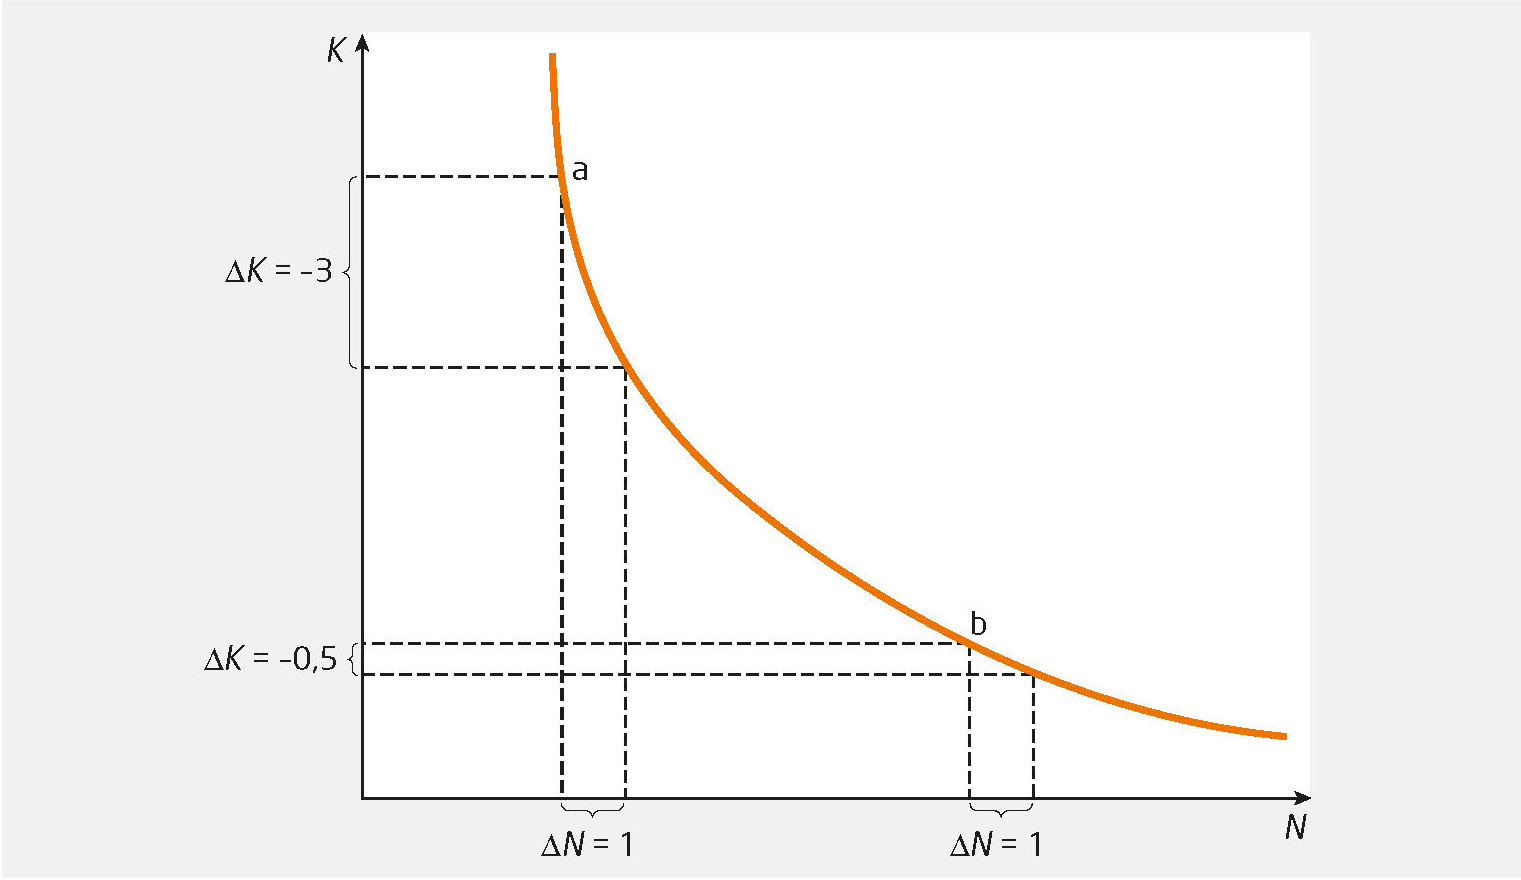 K
a
ΔK = -3
b
ΔK = -0,5
N
ΔN = 1
ΔN = 1